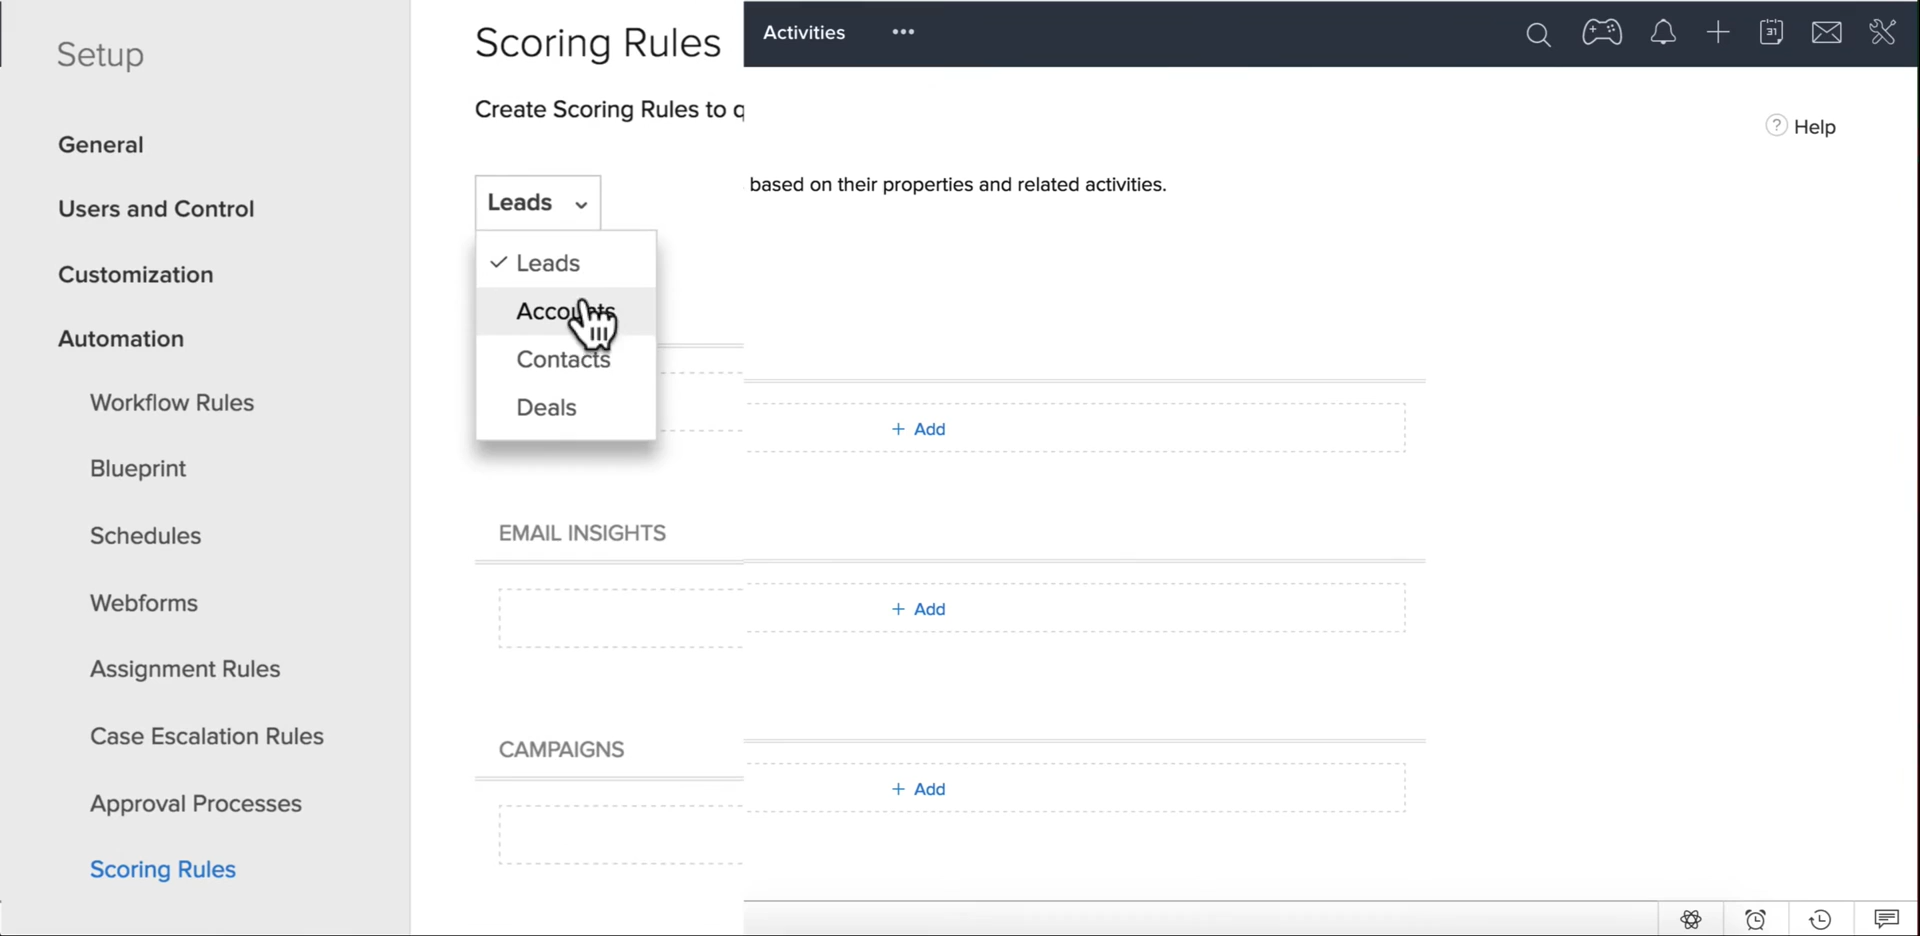 Setup
General
Users and Control
Customization
Automation
Workflow Rules
Blueprint
Schedules
Webforms
Assignment Rules
Case Escalation Rules
Approval Processes
Scoring Rules
Scoring Rules
Activities
Create Scoring Rules to q
Help
Leads
based on their properties and related activities.
Leads
Accounts
Contacts
Deals
+ Add
EMAIL INSIGHTS
+ Add
CAMPAIGNS
+ Add
31